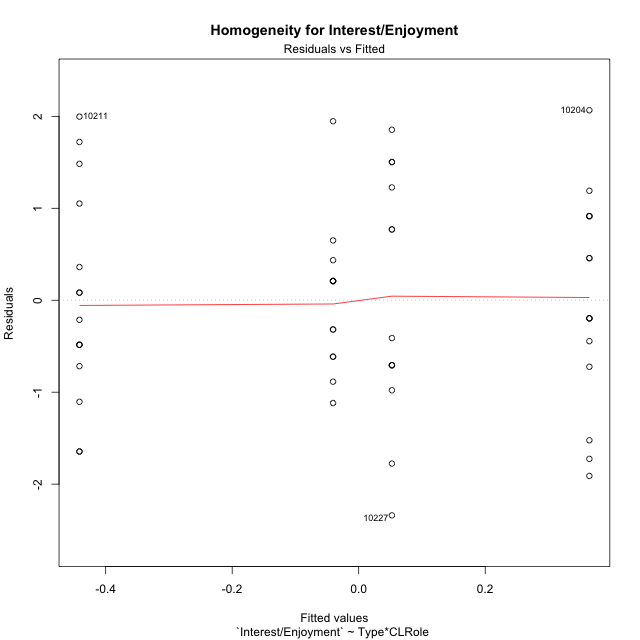 Homogeneity for Interest/Enjoyment
Residuals vs Fitted
10211
10204
10227
2
1
0
-1
-2
Residuals
-0.4
-0.2
0.0
0.2
Fitted values
`Interest/Enjoyment` ~ Type*CLRole